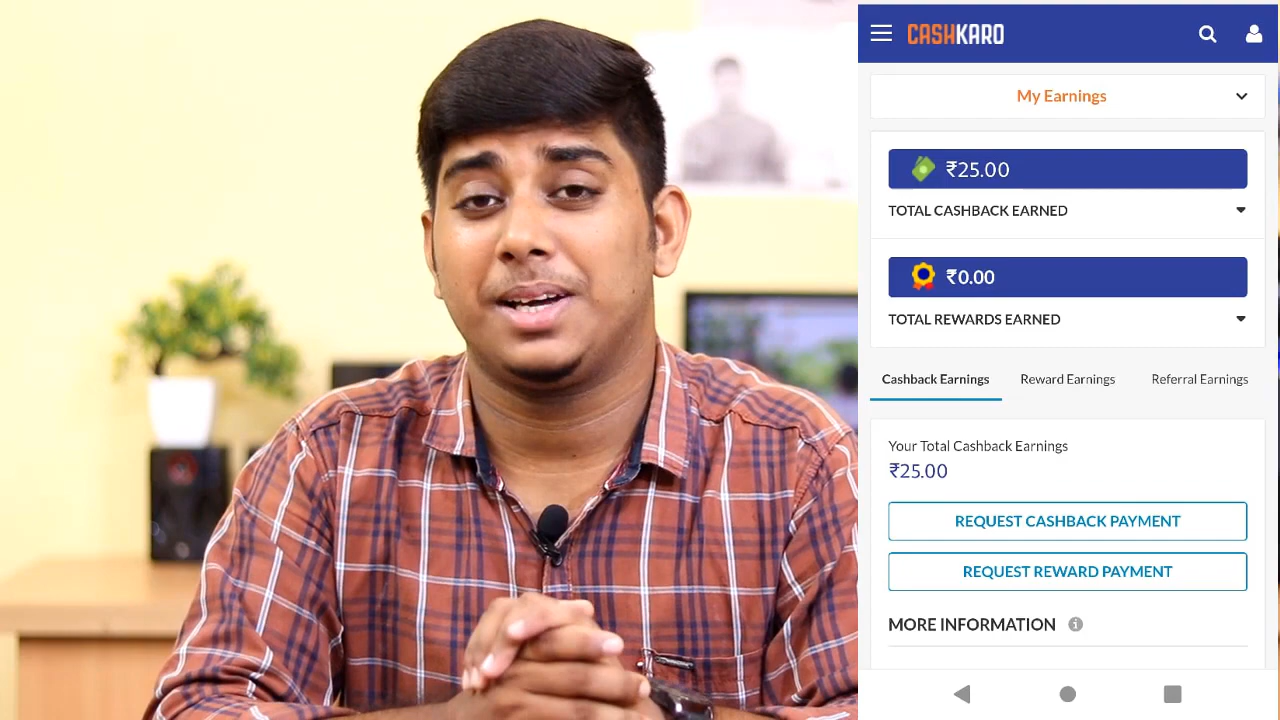 CASHKARO
My Earnings
₹25.00
TOTAL CASHBACK EARNED
₹0.00
TOTAL REWARDS EARNED
Cashback Earnings Reward Earnings Referral Earnings
Your Total Cashback Earnings
₹25.00
REQUEST CASHBACK PAYMENT
REQUEST REWARD PAYMENT
MORE INFORMATION